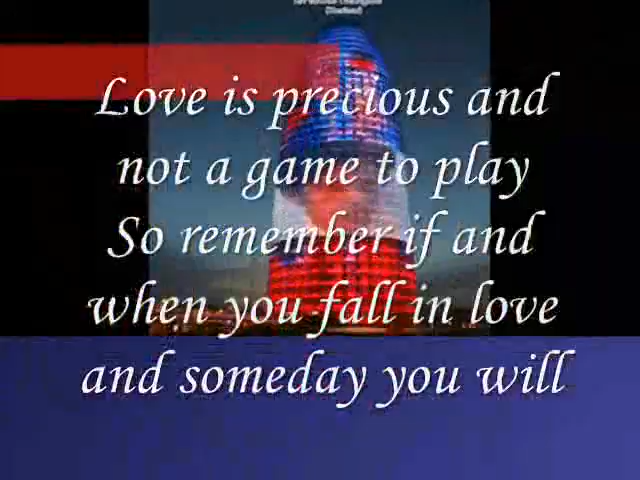 Love is precious and
not a game to play
So remember if and
when you fall in love
and someday you will